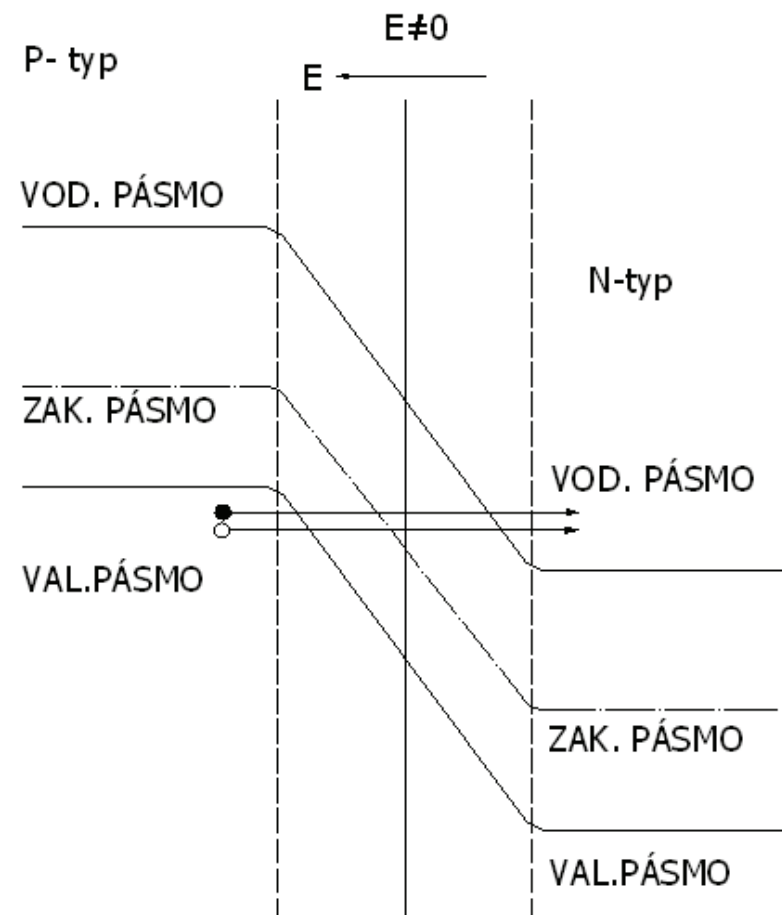 E≠0
P- typ
E
VOD. PÁSMO
N-typ
ZAK. PÁSMO
VOD. PÁSMO
VAL.PÁSMO
ZAK. PÁSMO
VAL.PÁSMO